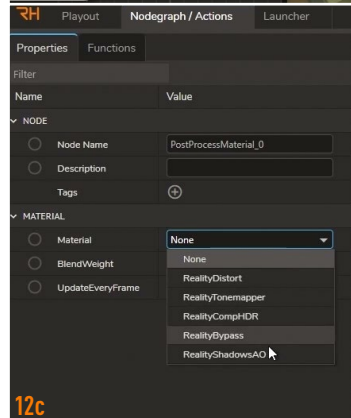 RH Playout Nodegraph / Actions Launcher
Properties Functions
Filter
Name Value
NODE
Node Name PostProcessMaterial_0
Description
Tags
MATERIAL
Material None
BlendWeight None
UpdateEveryFrame RealityDistort
RealityTonemapper
RealityCompHDR
RealityBypass
RealityShadowsAO
12c